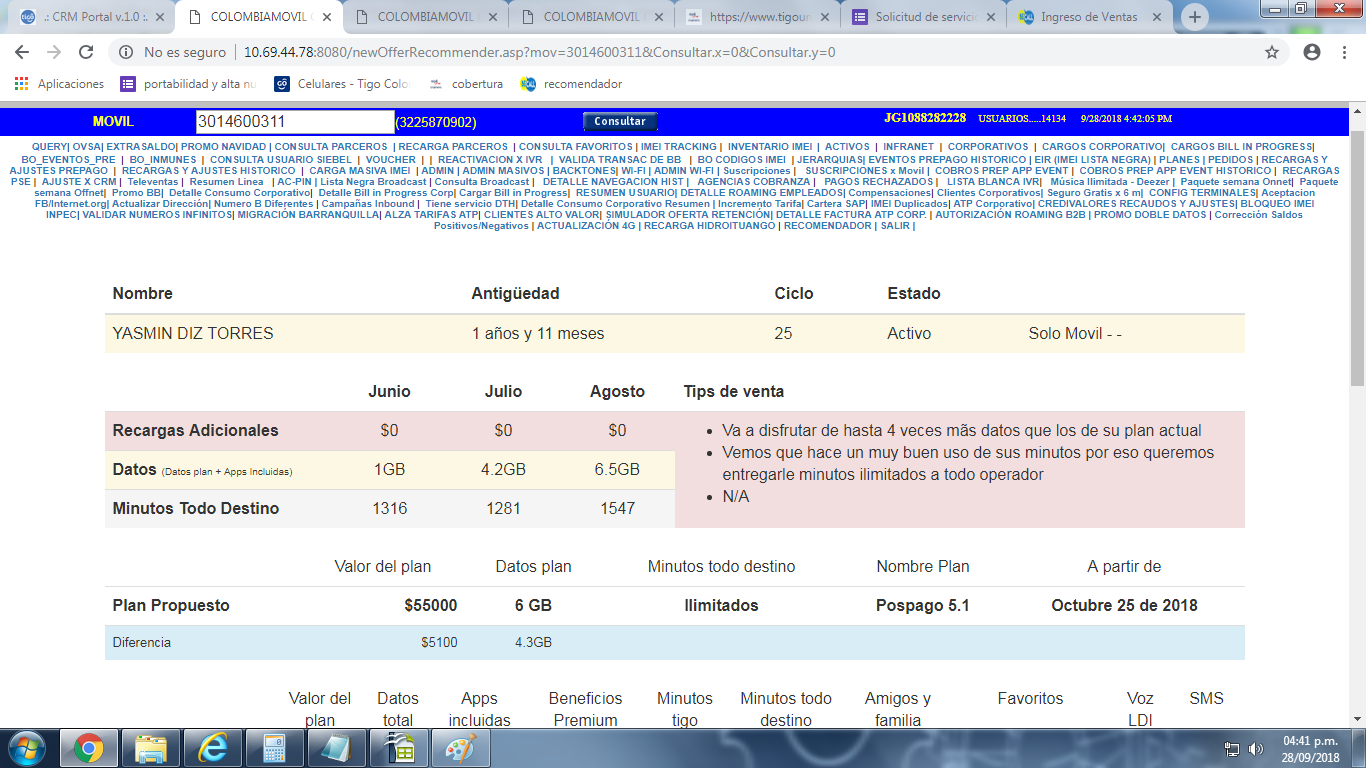 .: CRM Portal v.1.0 :.
COLOMBIAMOVIL
COLOMBIAMOVIL
COLOMBIAMOVIL
https://www.tigour
Solicitud de servici
Ingreso de Ventas
No es seguro | 10.69.44.78:8080/newOfferRecommender.asp?mov=3014600311&Consultar.x=0&Consultar.y=0
Aplicaciones portabilidad y alta nu Celulares - Tigo Colo cobertura recomendador
MOVIL 3014600311 (3225870902) Consultar JG1088282228 USUARIOS.....14134 9/28/2018 4:42:05 PM
QUERY| OVSA| EXTRASALDO| PROMO NAVIDAD | CONSULTA PARCEROS | RECARGA PARCEROS | CONSULTA FAVORITOS | IMEI TRACKING | INVENTARIO IMEI | ACTIVOS | INFRANET | CORPORATIVOS | CARGOS CORPORATIVO| CARGOS BILL IN PROGRESS|
BO_EVENTOS_PRE | BO_INMUNES | CONSULTA USUARIO SIEBEL | VOUCHER | | REACTIVACION X IVR | VALIDA TRANSAC DE BB | BO CODIGOS IMEI | JERARQUIAS| EVENTOS PREPAGO HISTORICO | EIR (IMEI LISTA NEGRA) | PLANES | PEDIDOS | RECARGAS Y
AJUSTES PREPAGO | RECARGAS Y AJUSTES HISTORICO | CARGA MASIVA IMEI | ADMIN | ADMIN MASIVOS | BACKTONES| WI-FI | ADMIN WI-FI | Suscripciones | SUSCRIPCIONES x Movil | COBROS PREP APP EVENT | COBROS PREP APP EVENT HISTORICO | RECARGAS
PSE | AJUSTE X CRM | Televentas | Resumen Linea | AC-PIN | Lista Negra Broadcast | Consulta Broadcast | DETALLE NAVEGACION HIST | AGENCIAS COBRANZA | PAGOS RECHAZADOS | LISTA BLANCA IVR| Música Ilimitada - Deezer | Paquete semana Onnet| Paquete
semana Offnet| Promo BB| Detalle Consumo Corporativo| Detalle Bill in Progress Corp| Cargar Bill in Progress| RESUMEN USUARIO| DETALLE ROAMING EMPLEADOS| Compensaciones| Clientes Corporativos| Seguro Gratis x 6 m| CONFIG TERMINALES| Aceptacion
FB/Internet.org| Actualizar Dirección| Numero B Diferentes | Campañas Inbound | Tiene servicio DTH| Detalle Consumo Corporativo Resumen | Incremento Tarifa| Cartera SAP| IMEI Duplicados| ATP Corporativo| CREDIVALORES RECAUDOS Y AJUSTES| BLOQUEO IMEI
INPEC| VALIDAR NUMEROS INFINITOS| MIGRACIÓN BARRANQUILLA| ALZA TARIFAS ATP| CLIENTES ALTO VALOR| SIMULADOR OFERTA RETENCIÓN| DETALLE FACTURA ATP CORP. | AUTORIZACIÓN ROAMING B2B | PROMO DOBLE DATOS | Corrección Saldos
Positivos/Negativos | ACTUALIZACIÓN 4G | RECARGA HIDROITUANGO | RECOMENDADOR | SALIR |
Nombre Antigüedad Ciclo Estado
YASMIN DIZ TORRES 1 años y 11 meses 25 Activo Solo Movil - -
Junio Julio Agosto Tips de venta
Recargas Adicionales $0 $0 $0
Datos (Datos plan + Apps Incluidas) 1GB 4.2GB 6.5GB
Minutos Todo Destino 1316 1281 1547
• Va a disfrutar de hasta 4 veces mãs datos que los de su plan actual
• Vemos que hace un muy buen uso de sus minutos por eso queremos
entregarle minutos ilimitados a todo operador
• N/A
Valor del plan Datos plan Minutos todo destino Nombre Plan A partir de
Plan Propuesto $55000 6 GB Ilimitados Pospago 5.1 Octubre 25 de 2018
Diferencia $5100 4.3GB
Valor del Datos Apps Beneficios Minutos Minutos todo Amigos y Favoritos Voz SMS
plan total incluidas Premium tigo destino familia LDI
04:41 p.m.
28/09/2018